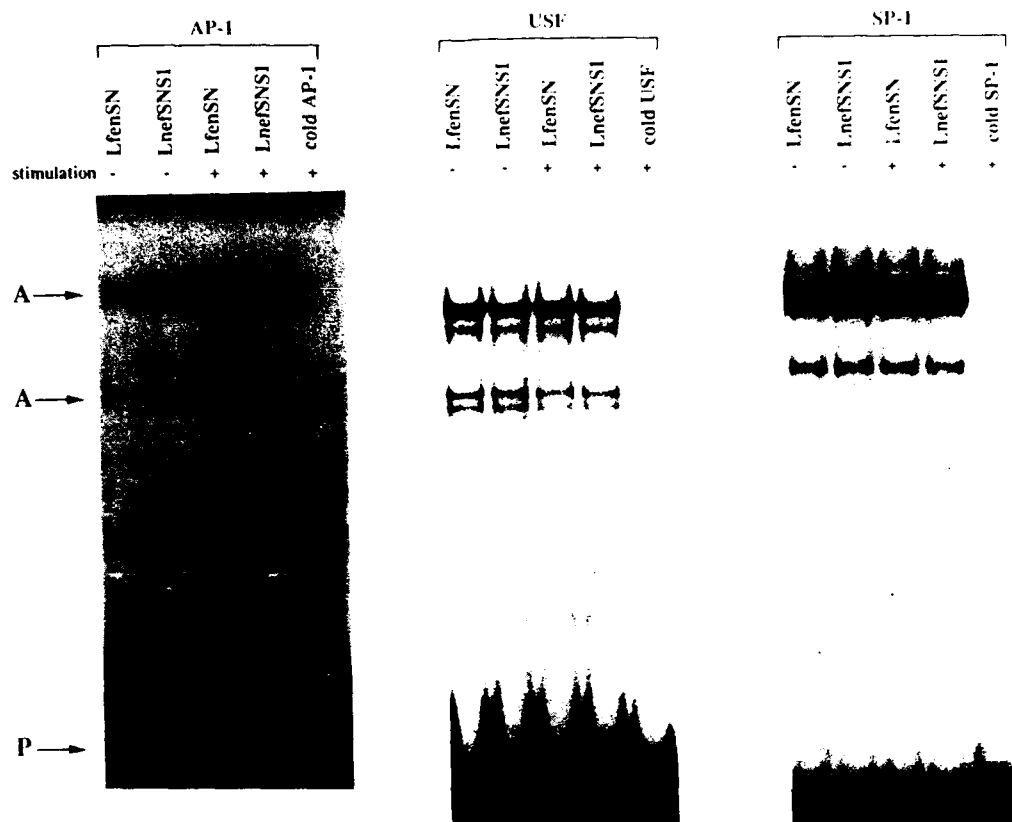 AP-1
USF
SP-1
LfenSN
LnefSNS1
LfenSN
LnefSNS1
cold AP-1
LfenSN
LnefSNS1
LfenSN
LnefSNS1
cold USF
LfenSN
LnefSNS1
LfenSN
LnefSNS1
cold SP-1
stimulation - - + + + - - + + + - - + + +
A
A
P